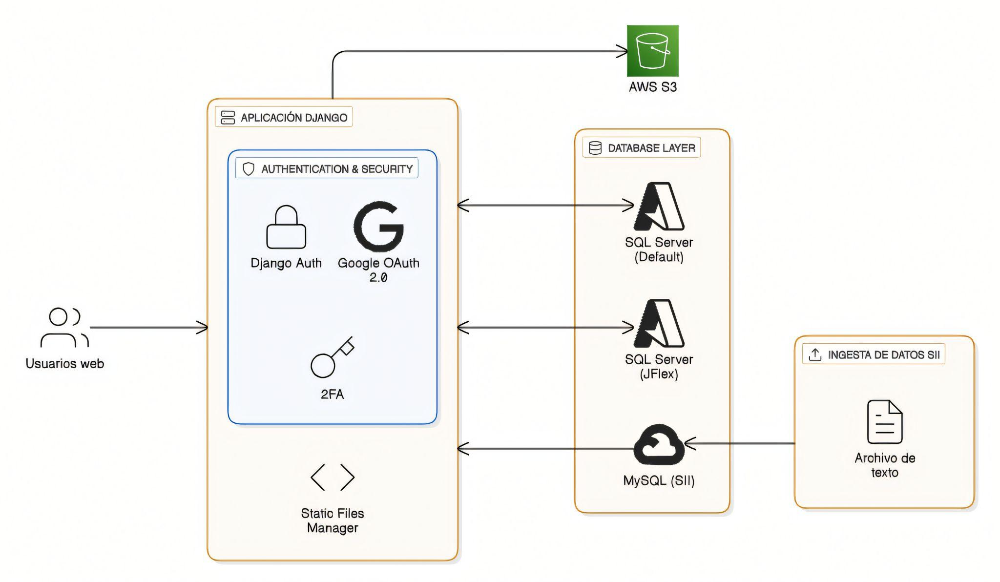 AWS S3
APLICACIÓN DJANGO
AUTHENTICATION & SECURITY
Django Auth
Google OAuth
2.0
2FA
Static Files
Manager
Usuarios web
DATABASE LAYER
SQL Server
(Default)
SQL Server
(JFlex)
MySQL (SII)
INGESTA DE DATOS SII
Archivo de
texto